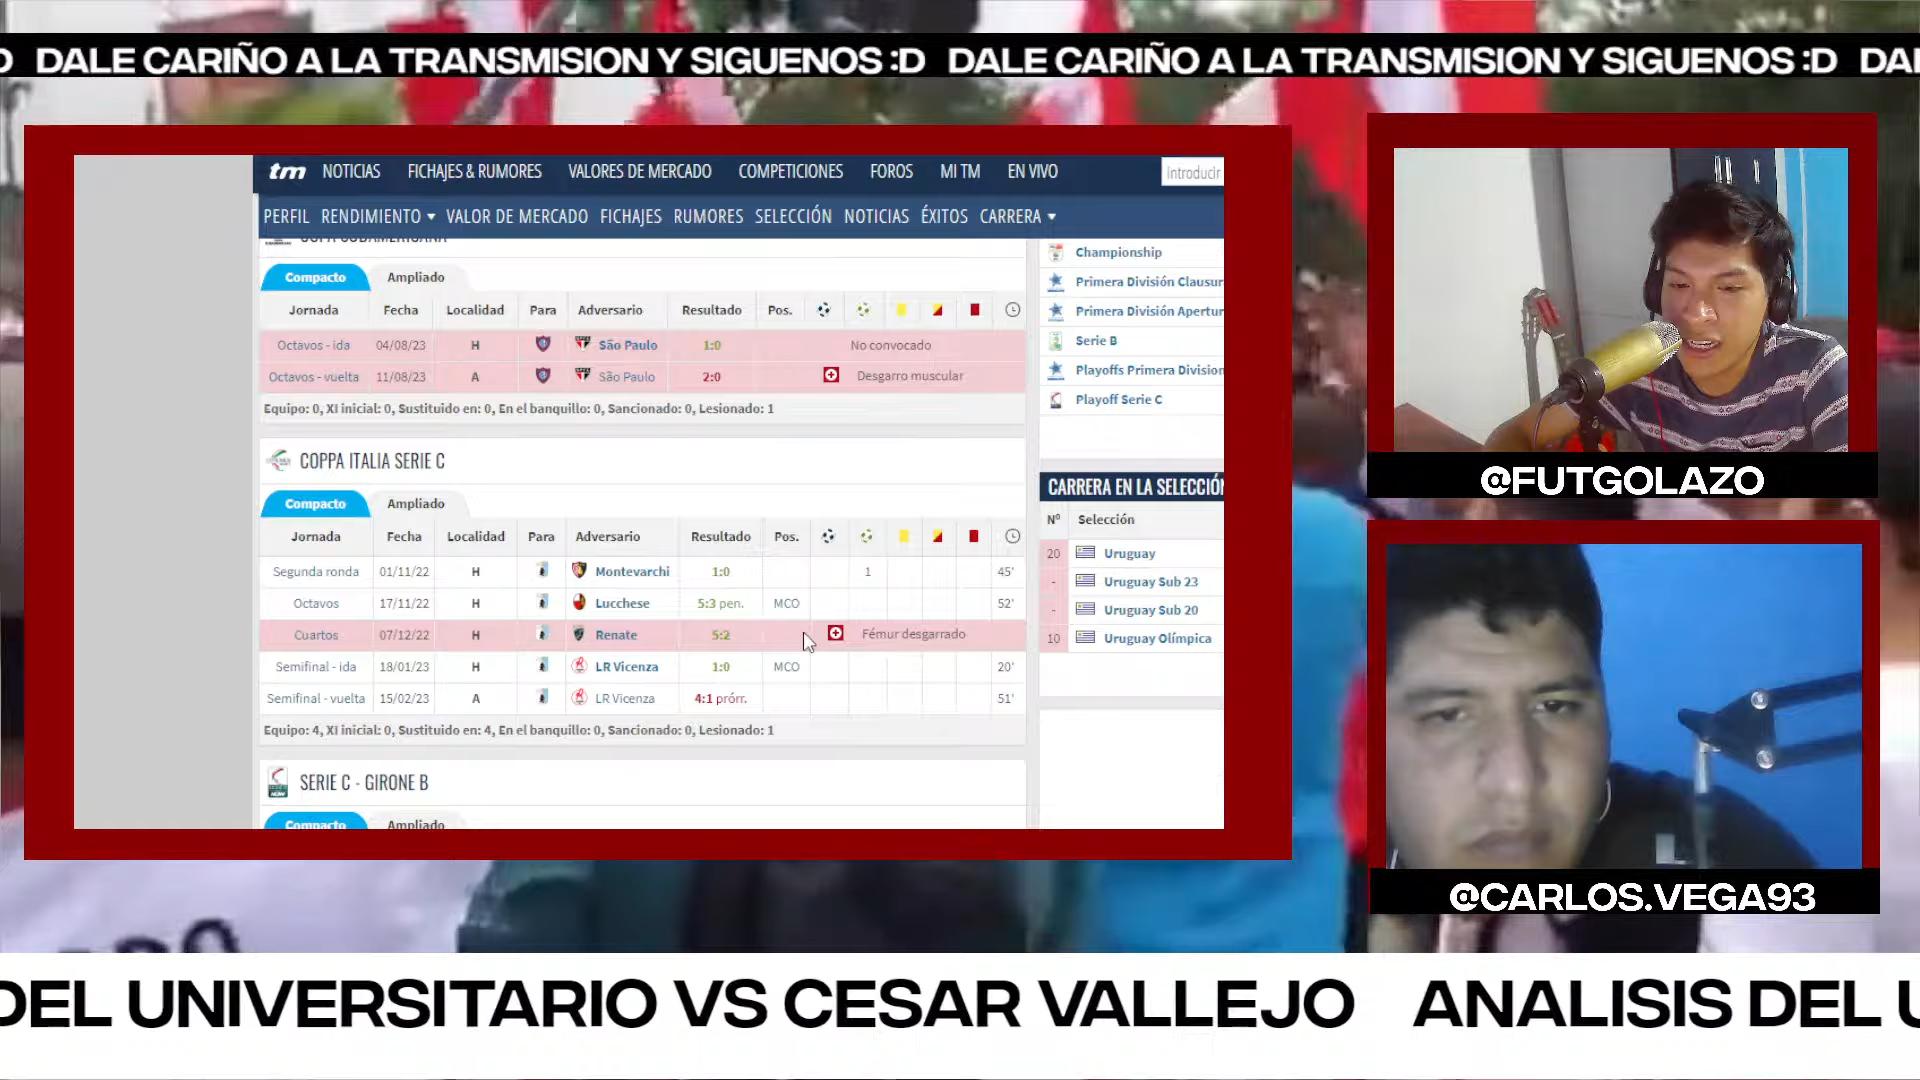 DALE CARIÑO A LA TRANSMISION Y SIGUENOS :D DALE CARIÑO A LA TRANSMISION Y SIGUENOS :D
tm NOTICIAS FICHAJES & RUMORES VALORES DE MERCADO COMPETICIONES FOROS MI TM EN VIVO Introducir
PERFIL RENDIMIENTO VALOR DE MERCADO FICHAJES RUMORES SELECCIÓN NOTICIAS ÉXITOS CARRERA
COPA SUDAMERICANA
Compacto Ampliado
Jornada Fecha Localidad Para Adversario Resultado Pos.
Octavos - ida 04/08/23 H São Paulo 1:0 No convocado
Octavos - vuelta 11/08/23 A São Paulo 2:0 Desgarro muscular
Equipo: 0, XI inicial: 0, Sustituido en: 0, En el banquillo: 0, Sancionado: 0, Lesionado: 1
COPPA ITALIA SERIE C
Compacto Ampliado
Jornada Fecha Localidad Para Adversario Resultado Pos.
Segunda ronda 01/11/22 H Montevarchi 1:0 1 45'
Octavos 17/11/22 H Lucchese 5:3 pen. MCO 52'
Cuartos 07/12/22 H Renate 5:2 Fémur desgarrado
Semifinal - ida 18/01/23 H LR Vicenza 1:0 MCO 20'
Semifinal - vuelta 15/02/23 A LR Vicenza 4:1 prórr. 51'
Equipo: 4, XI inicial: 0, Sustituido en: 4, En el banquillo: 0, Sancionado: 0, Lesionado: 1
SERIE C - GIRONE B
Compacto Ampliado
Championship
Primera División Clausur
Primera División Apertur
Serie B
Playoffs Primera Division
Playoff Serie C
CARRERA EN LA SELECCIÓN
Nº Selección
20 Uruguay
- Uruguay Sub 23
- Uruguay Sub 20
10 Uruguay Olímpica
@FUTGOLAZO
@CARLOS.VEGA93
DEL UNIVERSITARIO VS CESAR VALLEJO ANALISIS DEL U